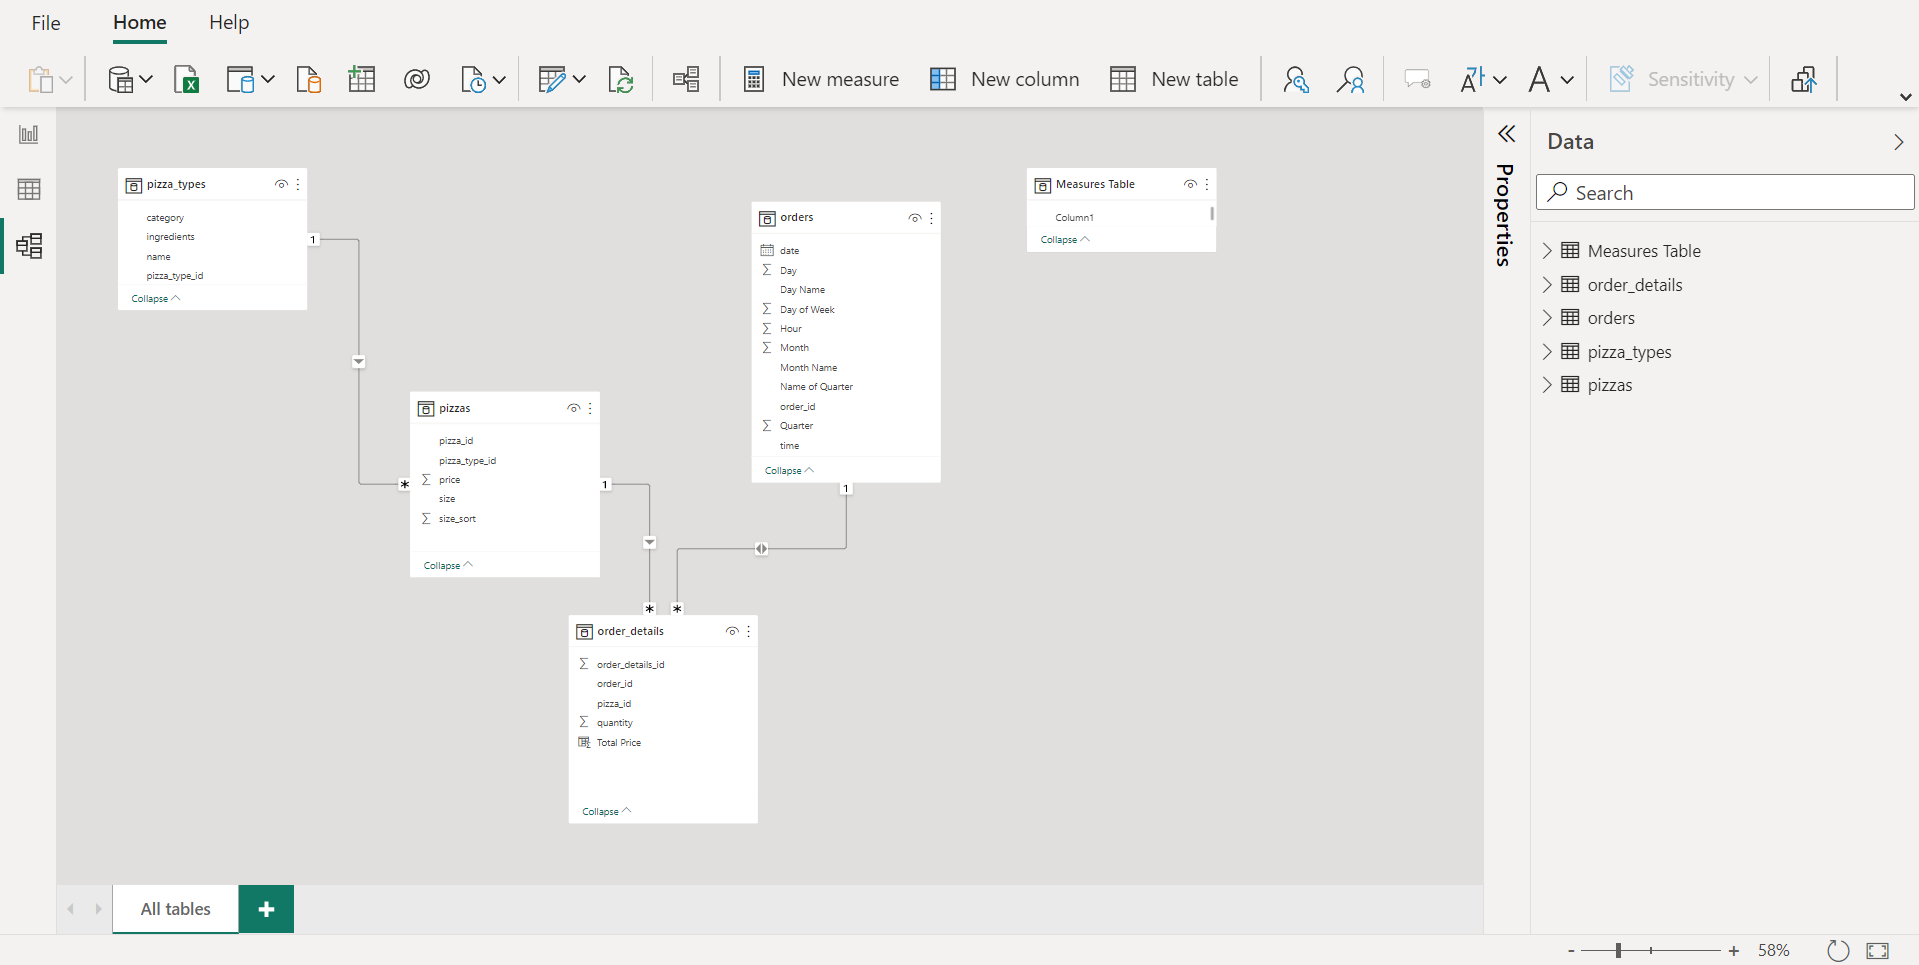 File Home Help
New measure New column New table Sensitivity
pizza_types
category
ingredients
name
pizza_type_id
Collapse
1
*
pizzas
pizza_id
pizza_type_id
price
size
size_sort
Collapse
1
*
orders
date
Day
Day Name
Day of Week
Hour
Month
Month Name
Name of Quarter
order_id
Quarter
time
Collapse
1
*
order_details
order_details_id
order_id
pizza_id
quantity
Total Price
Collapse
Measures Table
Column1
Collapse
Properties
Data
Search
Measures Table
order_details
orders
pizza_types
pizzas
All tables +
- + 58%